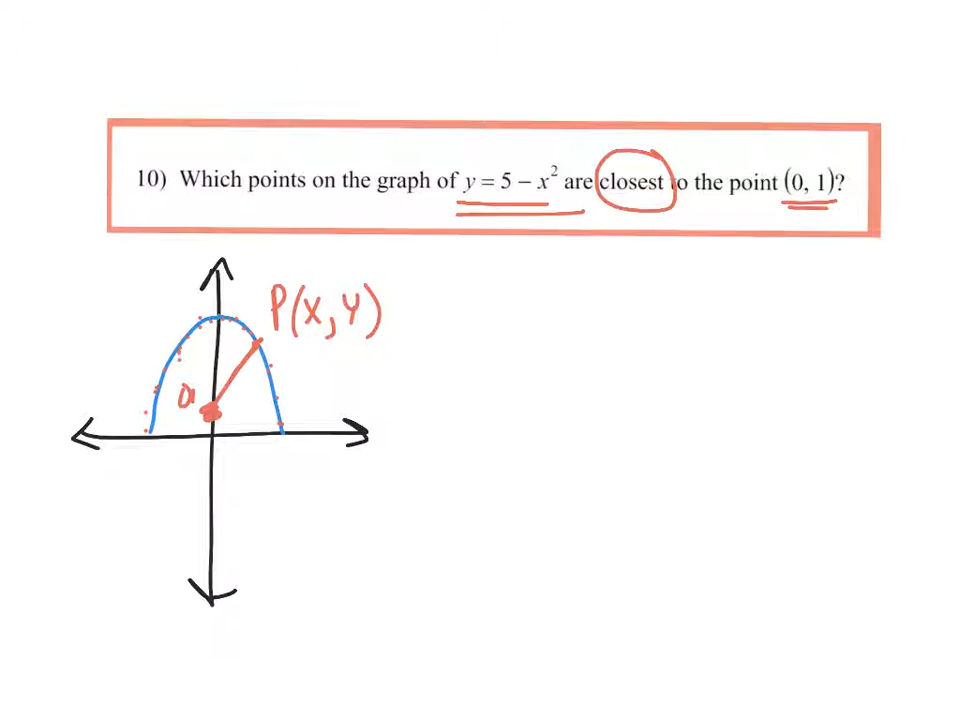 10) Which points on the graph of y = 5 − x² are closest to the point (0, 1)?
P(X, Y)